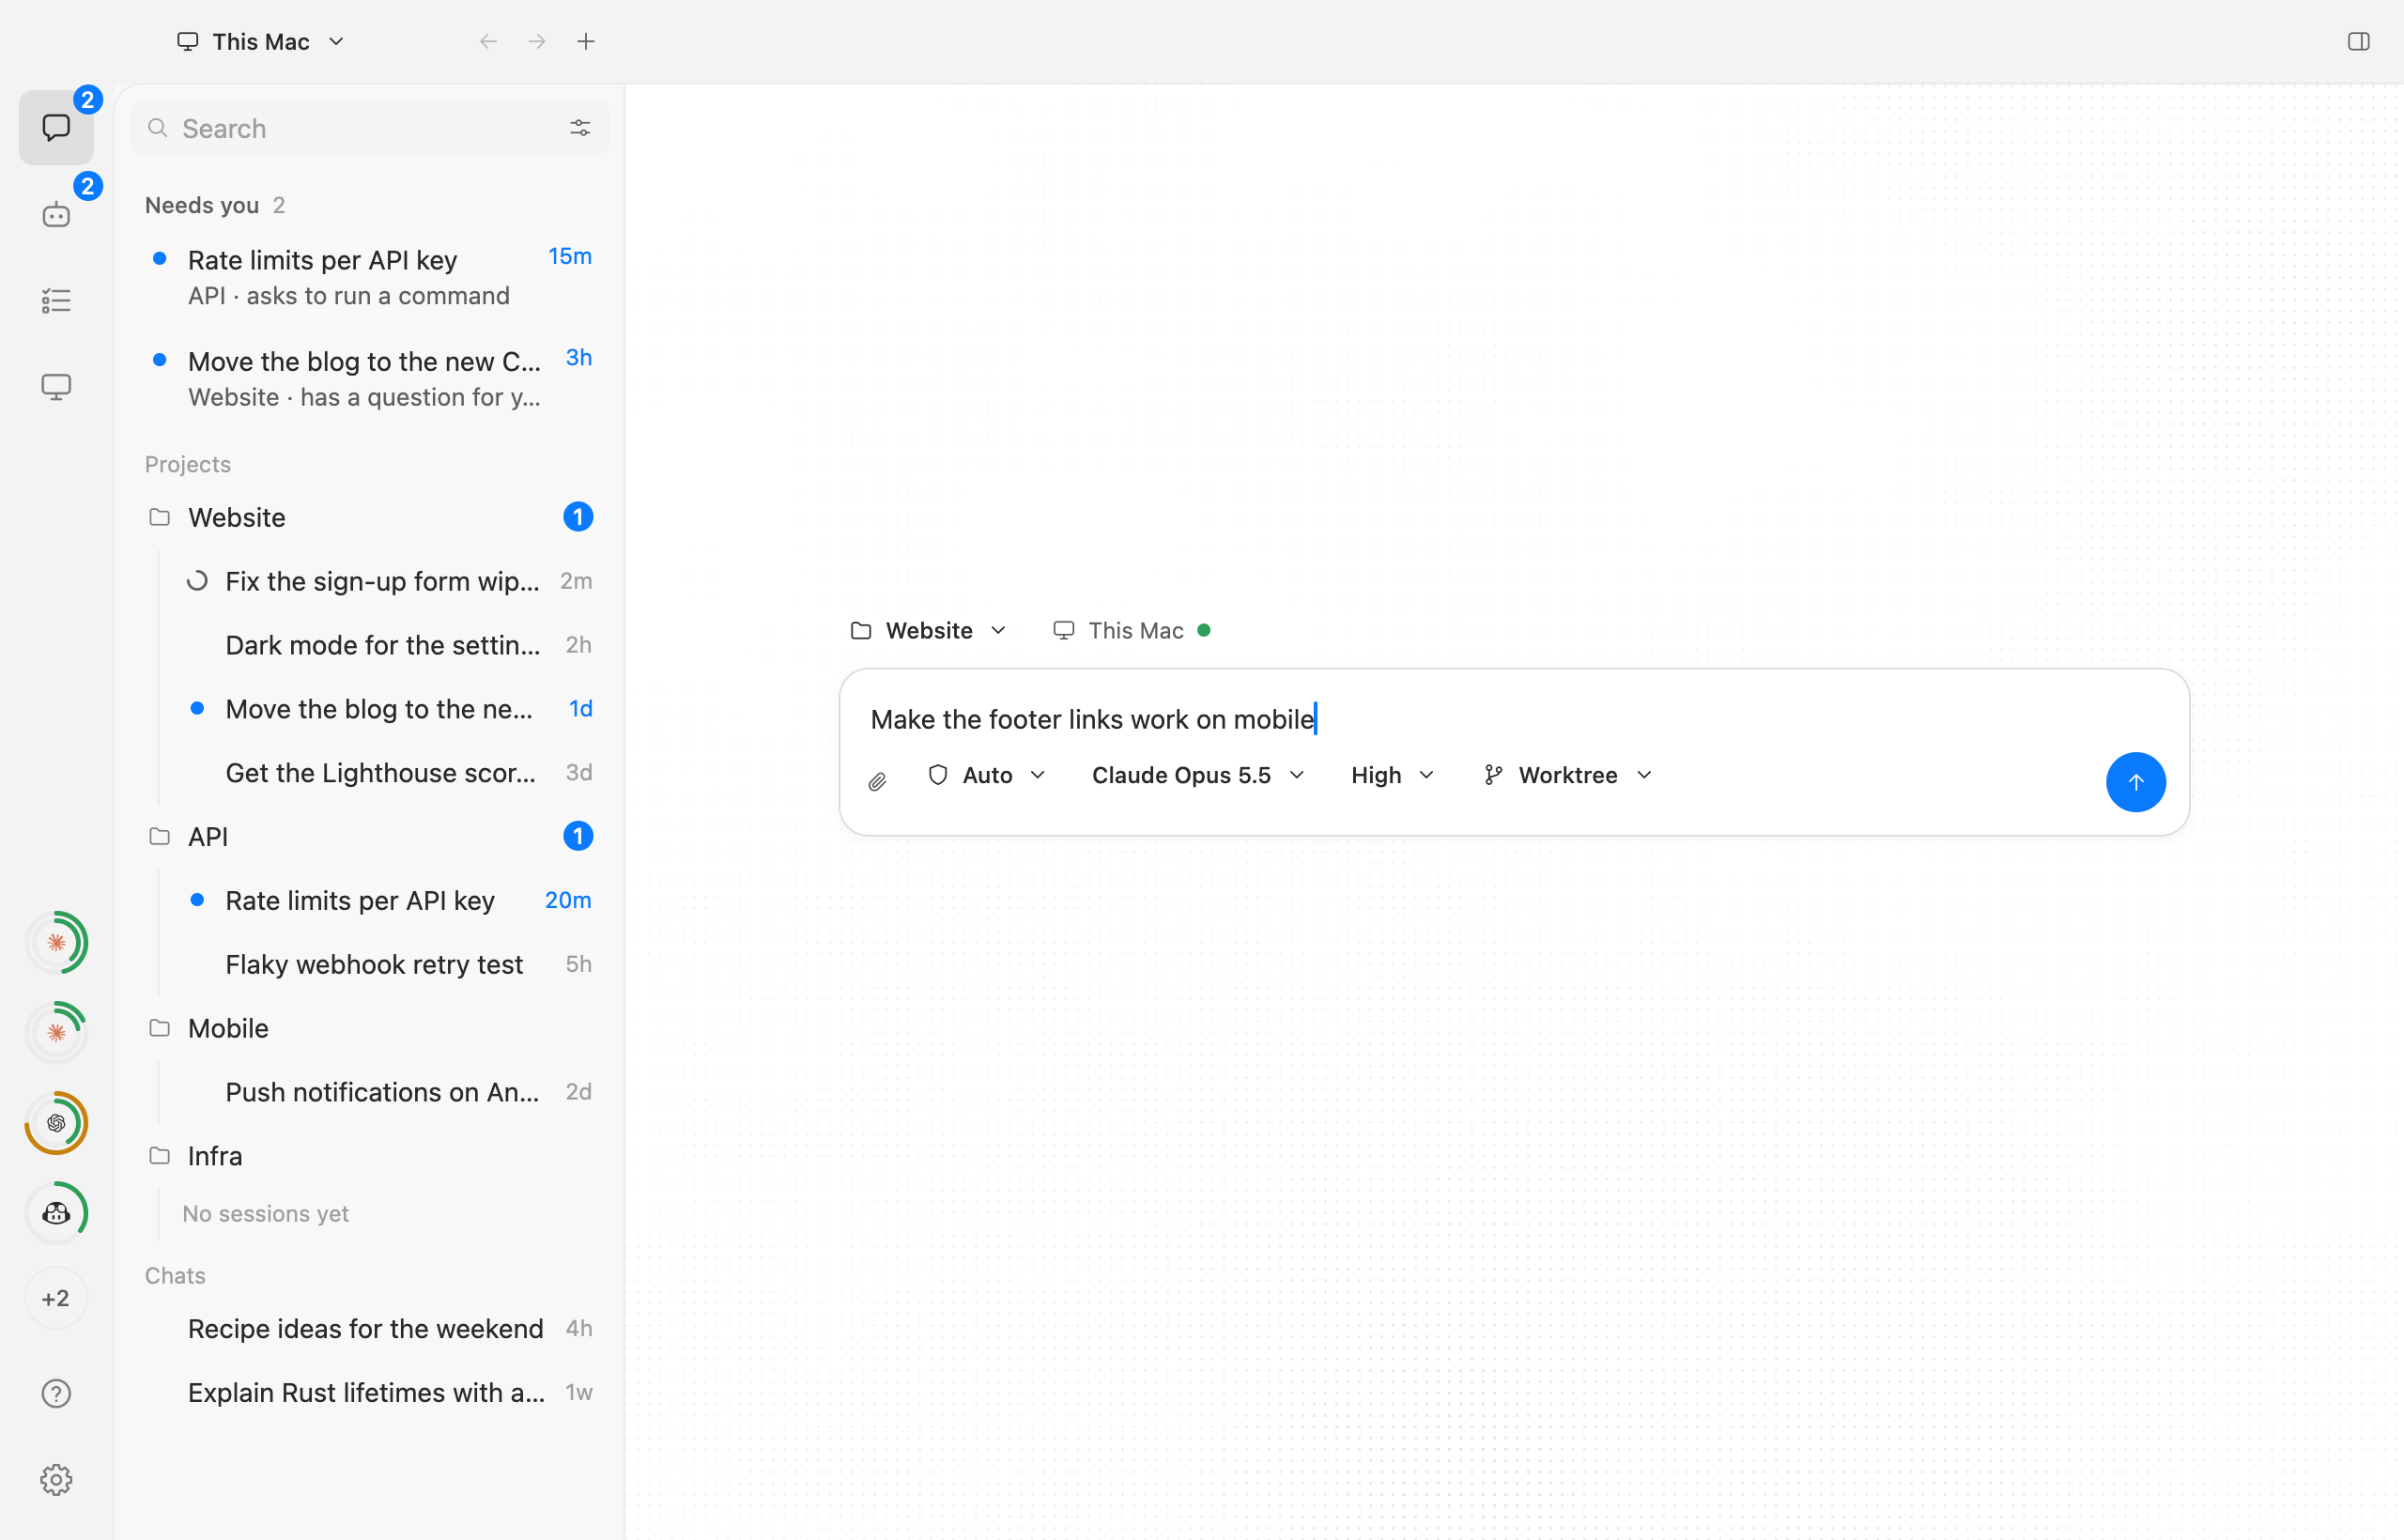 This Mac
2
Search
2
Needs you 2
Rate limits per API key 15m
API · asks to run a command
Move the blog to the new C... 3h
Website · has a question for y...
Projects
Website 1
Fix the sign-up form wip... 2m
Dark mode for the settin... 2h
Move the blog to the ne... 1d
Get the Lighthouse scor... 3d
API 1
Rate limits per API key 20m
Flaky webhook retry test 5h
Mobile
Push notifications on An... 2d
Infra
No sessions yet
Chats
+2
Recipe ideas for the weekend 4h
Explain Rust lifetimes with a... 1w
Website This Mac
Make the footer links work on mobile
Auto Claude Opus 5.5 High Worktree